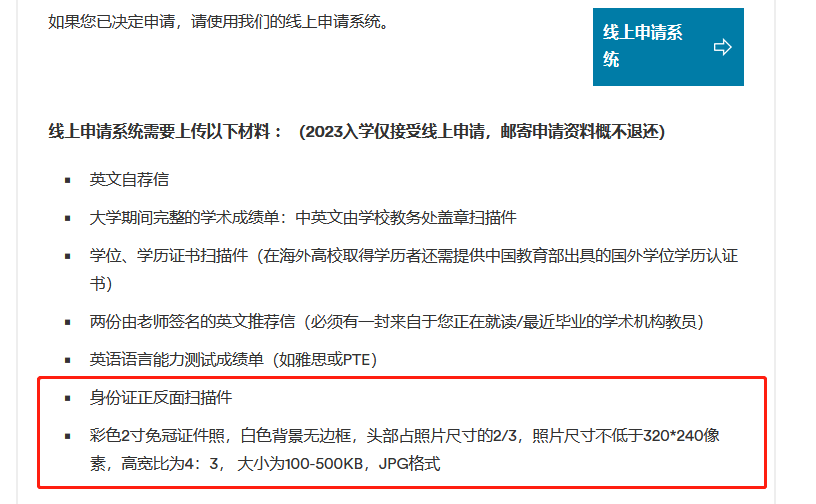 如果您已决定申请，请使用我们的线上申请系统。
线上申请系
统
线上申请系统需要上传以下材料： （2023入学仅接受线上申请，邮寄申请资料概不退还）
英文自荐信
大学期间完整的学术成绩单：中英文由学校教务处盖章扫描件
学位、学历证书扫描件（在海外高校取得学历者还需提供中国教育部出具的国外学位学历认证
书）
两份由老师签名的英文推荐信（必须有一封来自于您正在就读/最近毕业的学术机构教员）
英语语言能力测试成绩单（如雅思或PTE）
身份证正反面扫描件
彩色2寸免冠证件照，白色背景无边框，头部占照片尺寸的2/3，照片尺寸不低于320*240像
素，高宽比为4：3， 大小为100-500KB，JPG格式